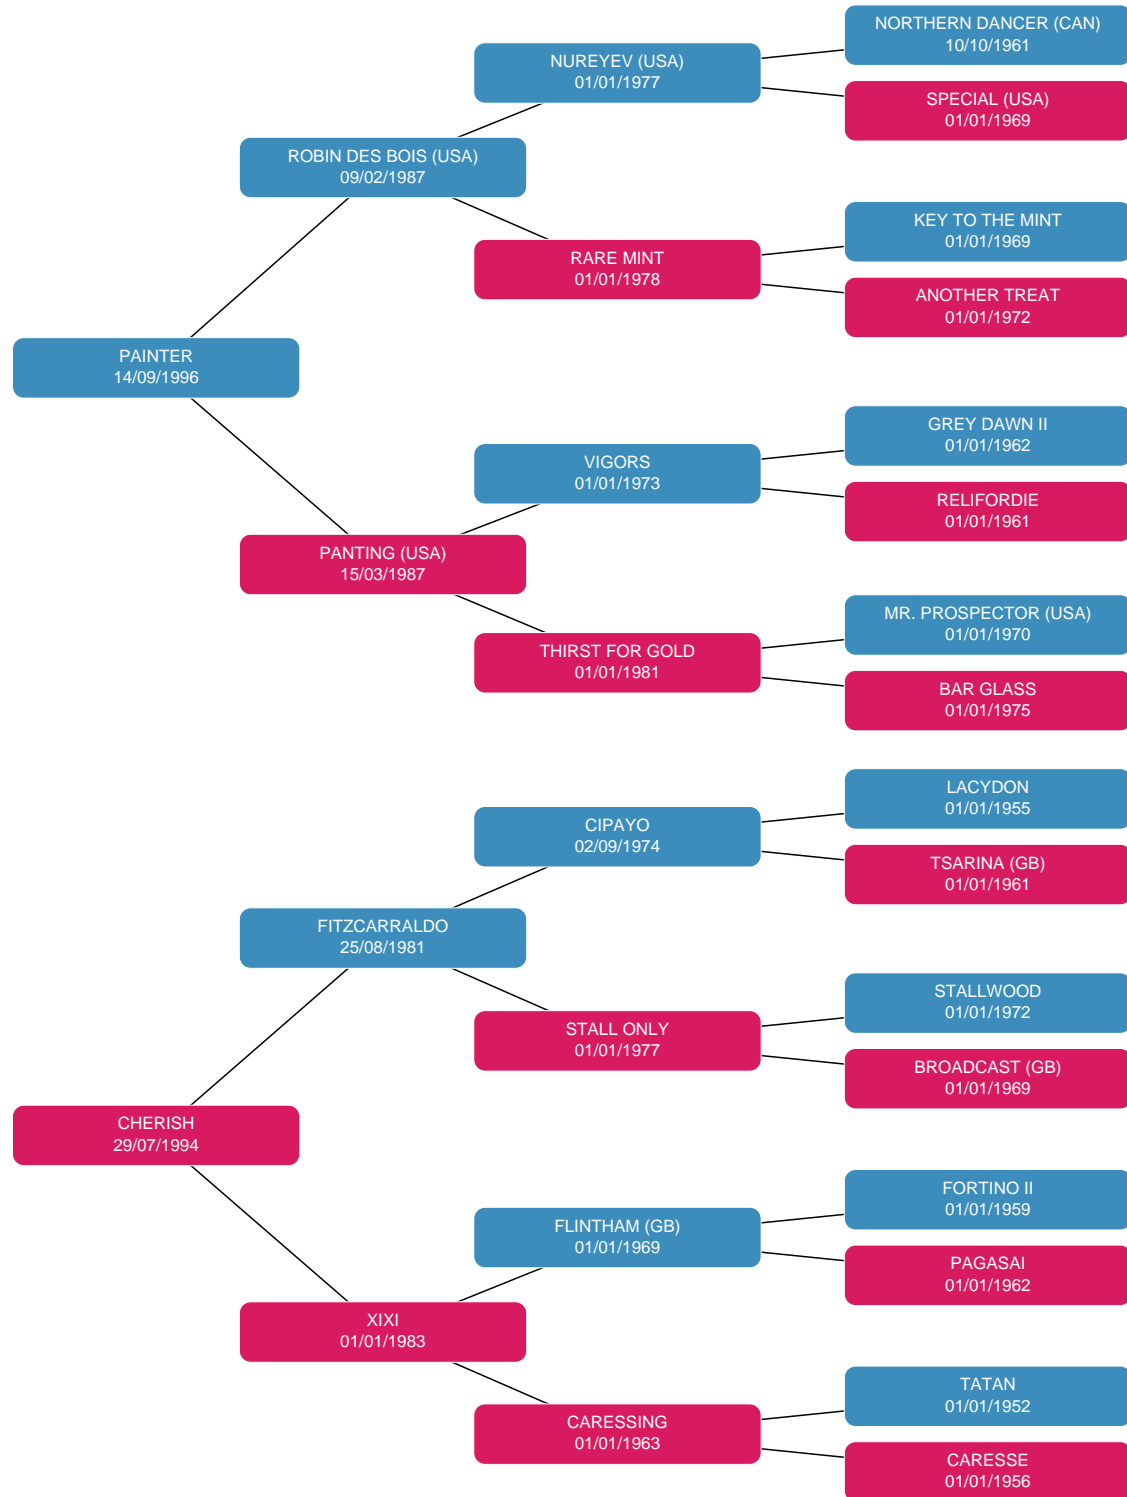 NORTHERN DANCER (CAN)
10/10/1961
NUREYEV (USA)
01/01/1977
SPECIAL (USA)
01/01/1969
ROBIN DES BOIS (USA)
09/02/1987
KEY TO THE MINT
01/01/1969
RARE MINT
01/01/1978
ANOTHER TREAT
01/01/1972
PAINTER
14/09/1996
GREY DAWN II
01/01/1962
VIGORS
01/01/1973
RELIFORDIE
01/01/1961
PANTING (USA)
15/03/1987
MR. PROSPECTOR (USA)
01/01/1970
THIRST FOR GOLD
01/01/1981
BAR GLASS
01/01/1975
LACYDON
01/01/1955
CIPAYO
02/09/1974
TSARINA (GB)
01/01/1961
FITZCARRALDO
25/08/1981
STALLWOOD
01/01/1972
STALL ONLY
01/01/1977
BROADCAST (GB)
01/01/1969
CHERISH
29/07/1994
FORTINO II
01/01/1959
FLINTHAM (GB)
01/01/1969
PAGASAI
01/01/1962
XIXI
01/01/1983
TATAN
01/01/1952
CARESSING
01/01/1963
CARESSE
01/01/1956